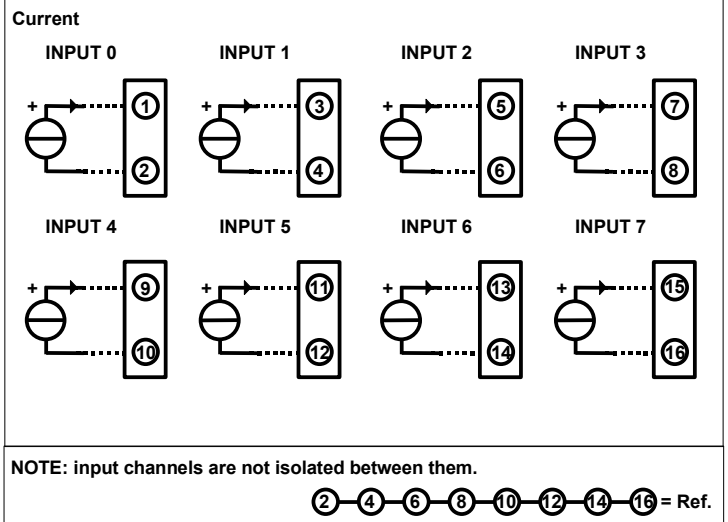 Current
INPUT 0 INPUT 1 INPUT 2 INPUT 3
+ 1 + 3 + 5 + 7
2 4 6 8
INPUT 4 INPUT 5 INPUT 6 INPUT 7
+ 9 + 11 + 13 + 15
10 12 14 16
NOTE: input channels are not isolated between them.
2 4 6 8 10 12 14 16 = Ref.